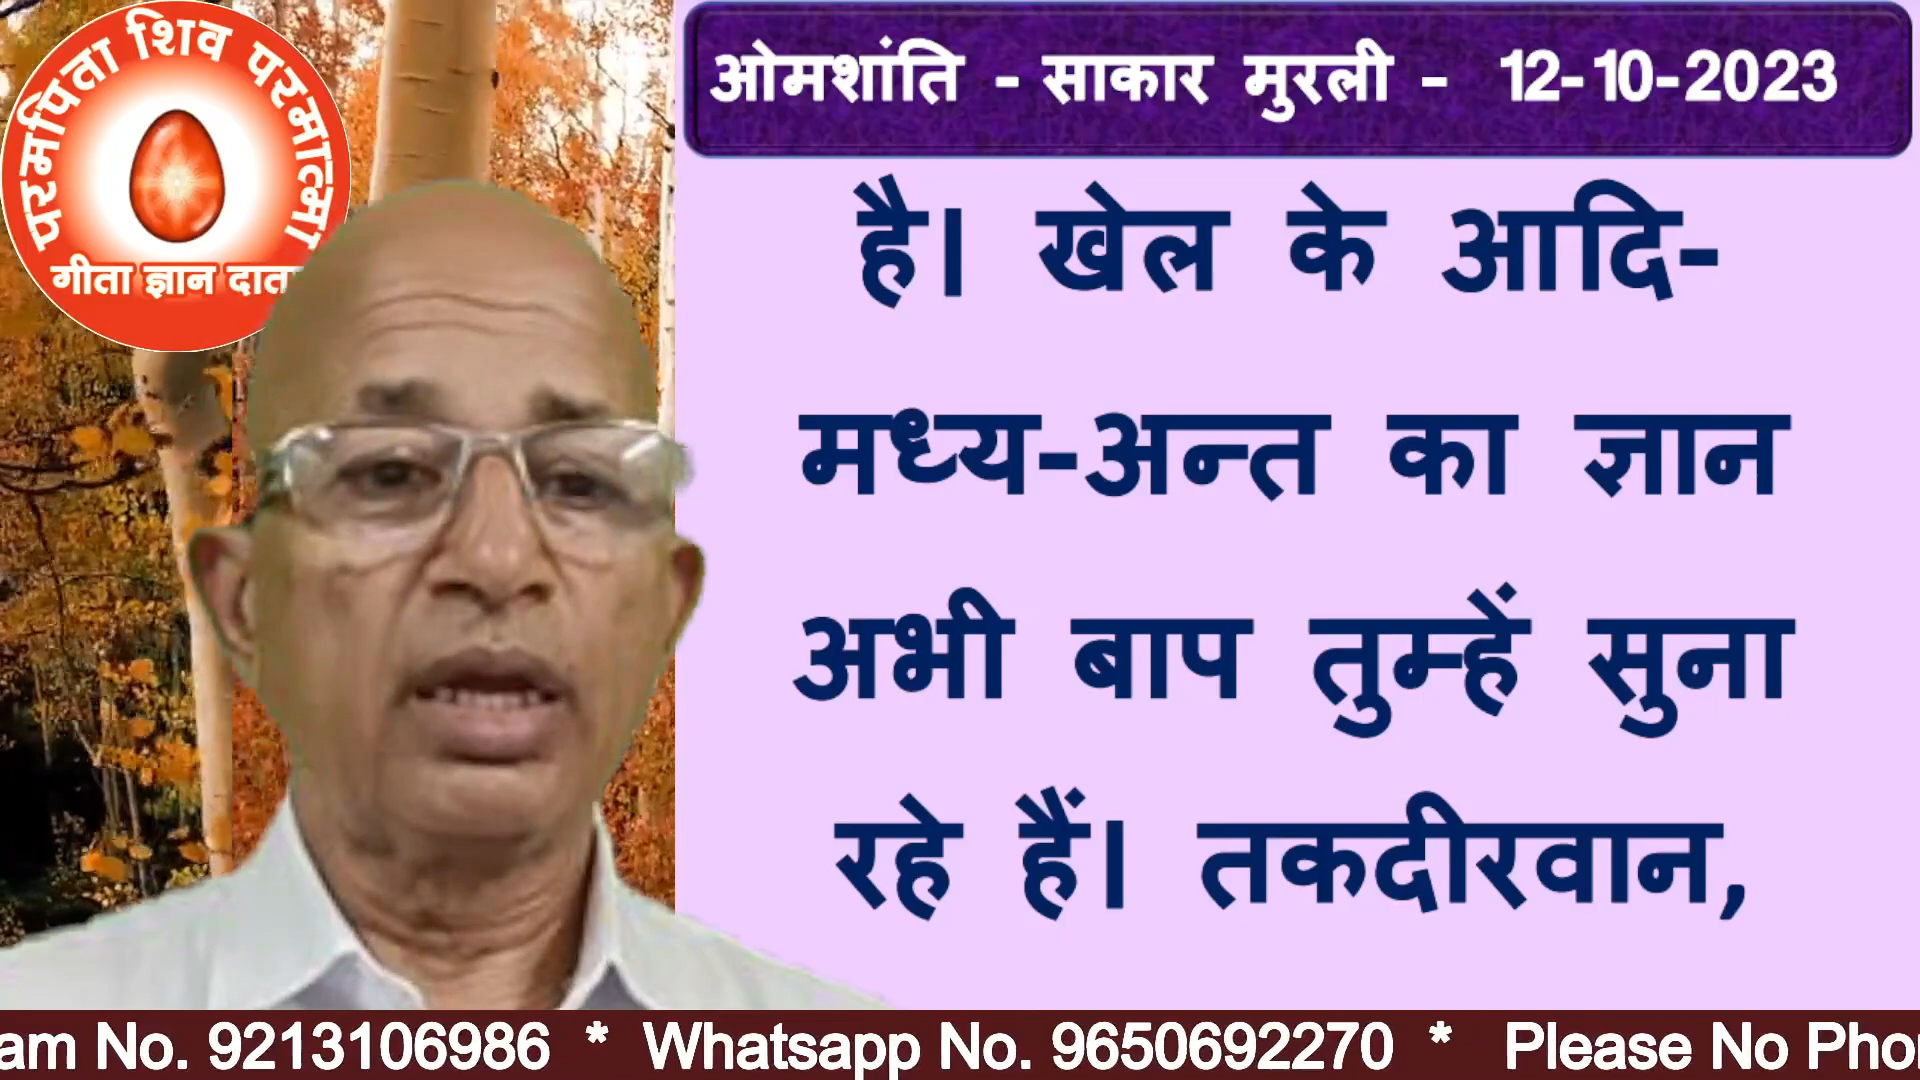 परमपिता शिव परमात्मा
गीता ज्ञान दाता
ओमशांति - साकार मुरली - 12-10-2023
है। खेल के आदि-
मध्य-अन्त का ज्ञान
अभी बाप तुम्हें सुना
रहे हैं। तकदीरवान,
am No. 9213106986 * Whatsapp No. 9650692270 * Please No Phon